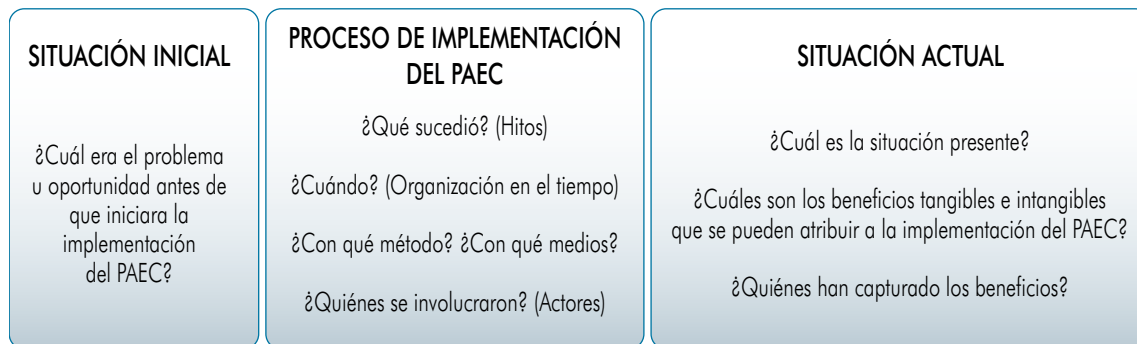 SITUACIÓN INICIAL
¿Cuál era el problema
u oportunidad antes de
que iniciara la
implementación
del PAEC?
PROCESO DE IMPLEMENTACIÓN
DEL PAEC
¿Qué sucedió? (Hitos)
¿Cuándo? (Organización en el tiempo)
¿Con qué método? ¿Con qué medios?
¿Quiénes se involucraron? (Actores)
SITUACIÓN ACTUAL
¿Cuál es la situación presente?
¿Cuáles son los beneficios tangibles e intangibles
que se pueden atribuir a la implementación del PAEC?
¿Quiénes han capturado los beneficios?